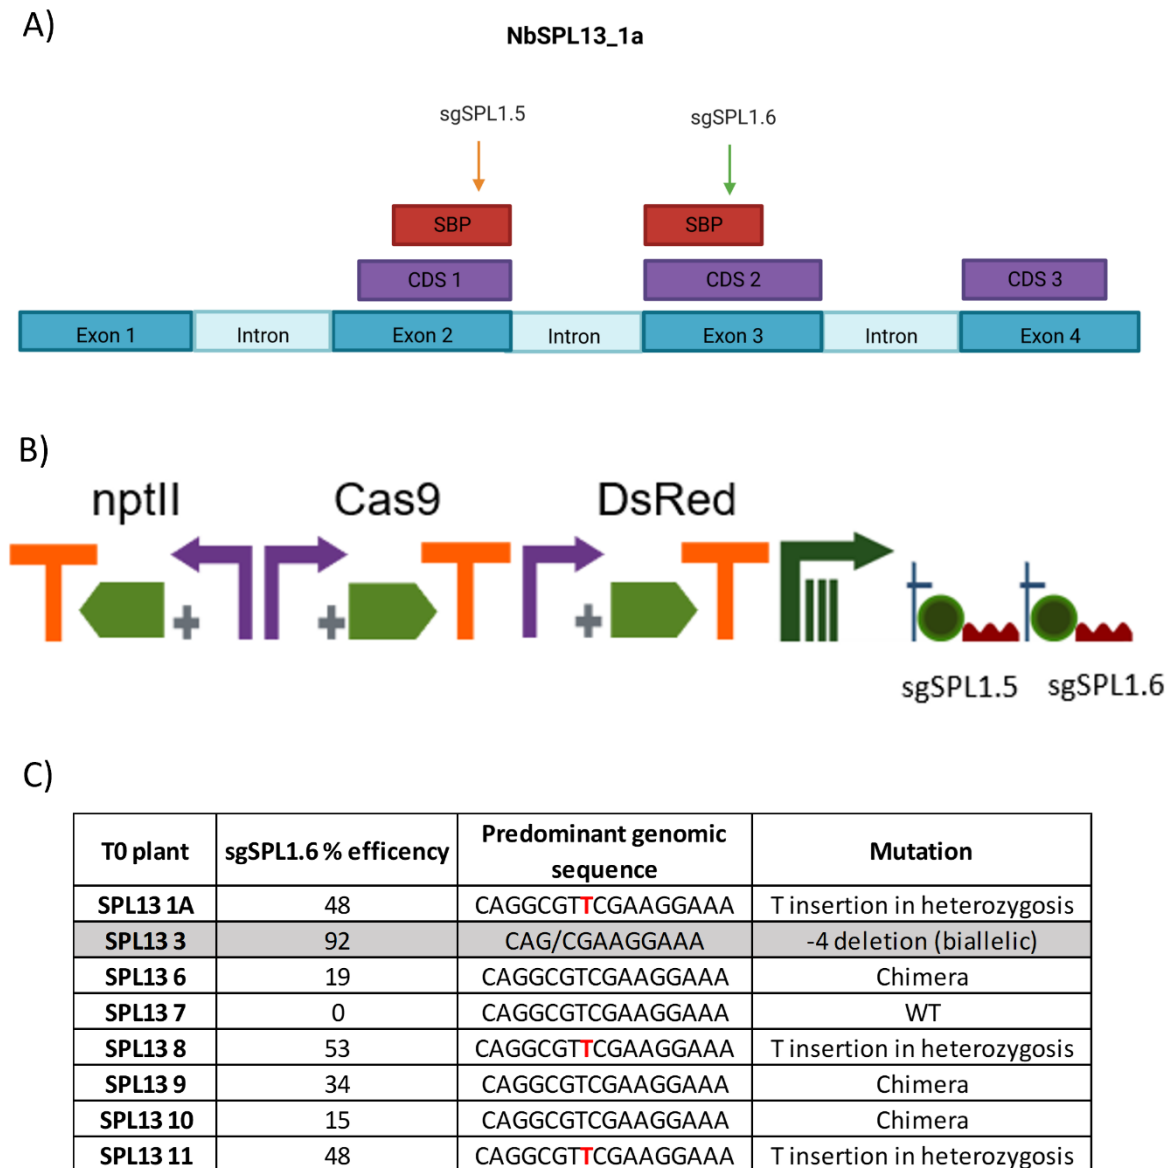 A)
NbSPL13_1a
sgSPL1.5
sgSPL1.6
SBP
SBP
CDS 1
CDS 2
CDS 3
Exon 1
Intron
Exon 2
Intron
Exon 3
Intron
Exon 4
B)
nptII
Cas9
DsRed
T
T
T
sgSPL1.5
sgSPL1.6
C)
T0 plant
sgSPL1.6 % efficency
Predominant genomic
sequence
Mutation
SPL13 1A
48
CAGGCGTTCGAAGGAAA
T insertion in heterozygosis
SPL13 3
92
CAG/CGAAGGAAA
-4 deletion (biallelic)
SPL13 6
19
CAGGCGTCGAAGGAAA
Chimera
SPL13 7
0
CAGGCGTCGAAGGAAA
WT
SPL13 8
53
CAGGCGTTCGAAGGAAA
T insertion in heterozygosis
SPL13 9
34
CAGGCGTCGAAGGAAA
Chimera
SPL13 10
15
CAGGCGTCGAAGGAAA
Chimera
SPL13 11
48
CAGGCGTTCGAAGGAAA
T insertion in heterozygosis